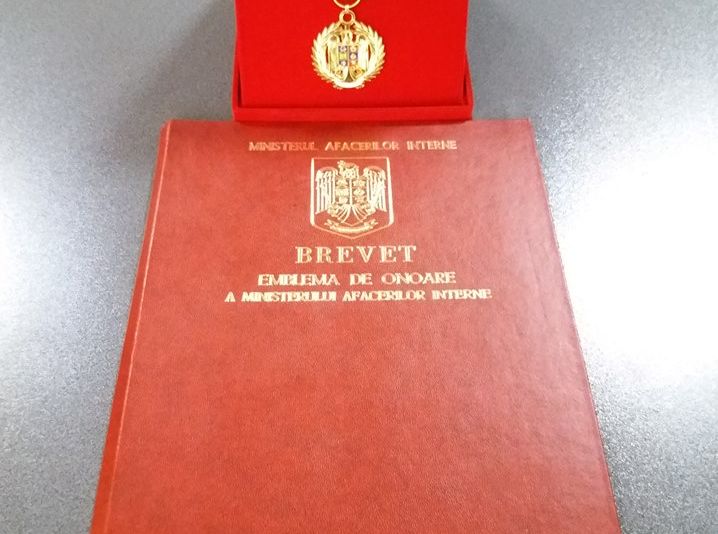 MINISTERUL AFACERILOR INTERNE
BREVET
EMBLEMA DE ONOARE
A MINISTERULUI AFACERILOR INTERNE